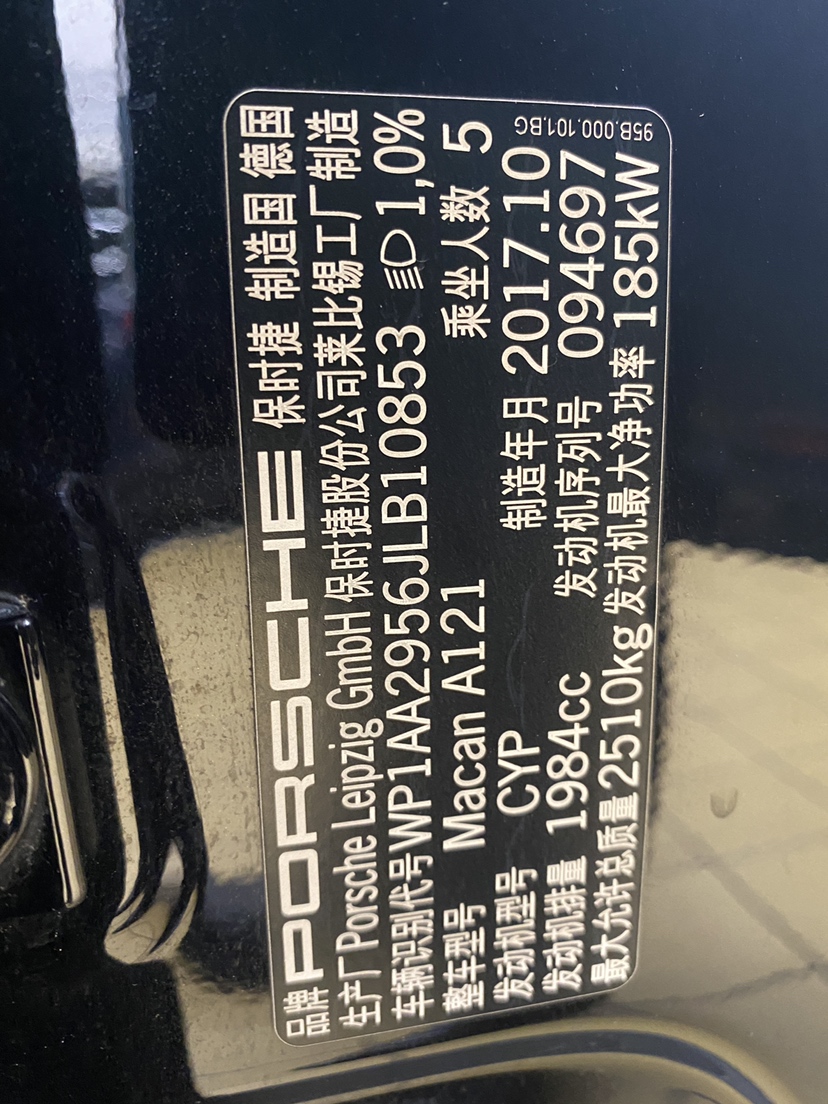 品牌 PORSCHE 保时捷 制造国 德国
生产厂 Porsche Leipzig GmbH 保时捷股份公司莱比锡工厂制造
车辆识别代号 WP1AA2956JLB10853 1,0%
整车型号 Macan A121 乘坐人数 5
发动机型号 CYP 制造年月 2017.10
发动机排量 1984cc 发动机序列号 094697
最大允许总质量 2510kg 发动机最大净功率 185kW
95B.000.101.BG